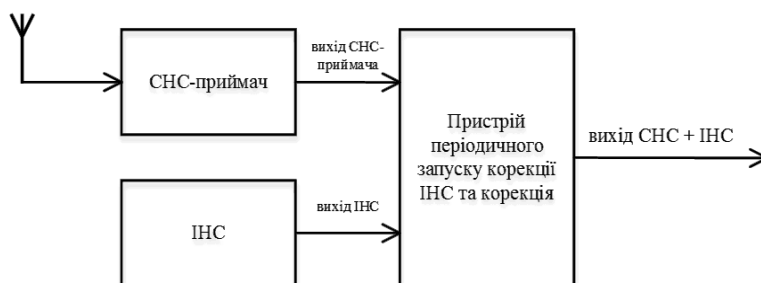 СНС-приймач
вихід СНС-
приймача
Пристрій
періодичного
запуску корекції
ІНС та корекція
вихід СНС + ІНС
ІНС
вихід ІНС